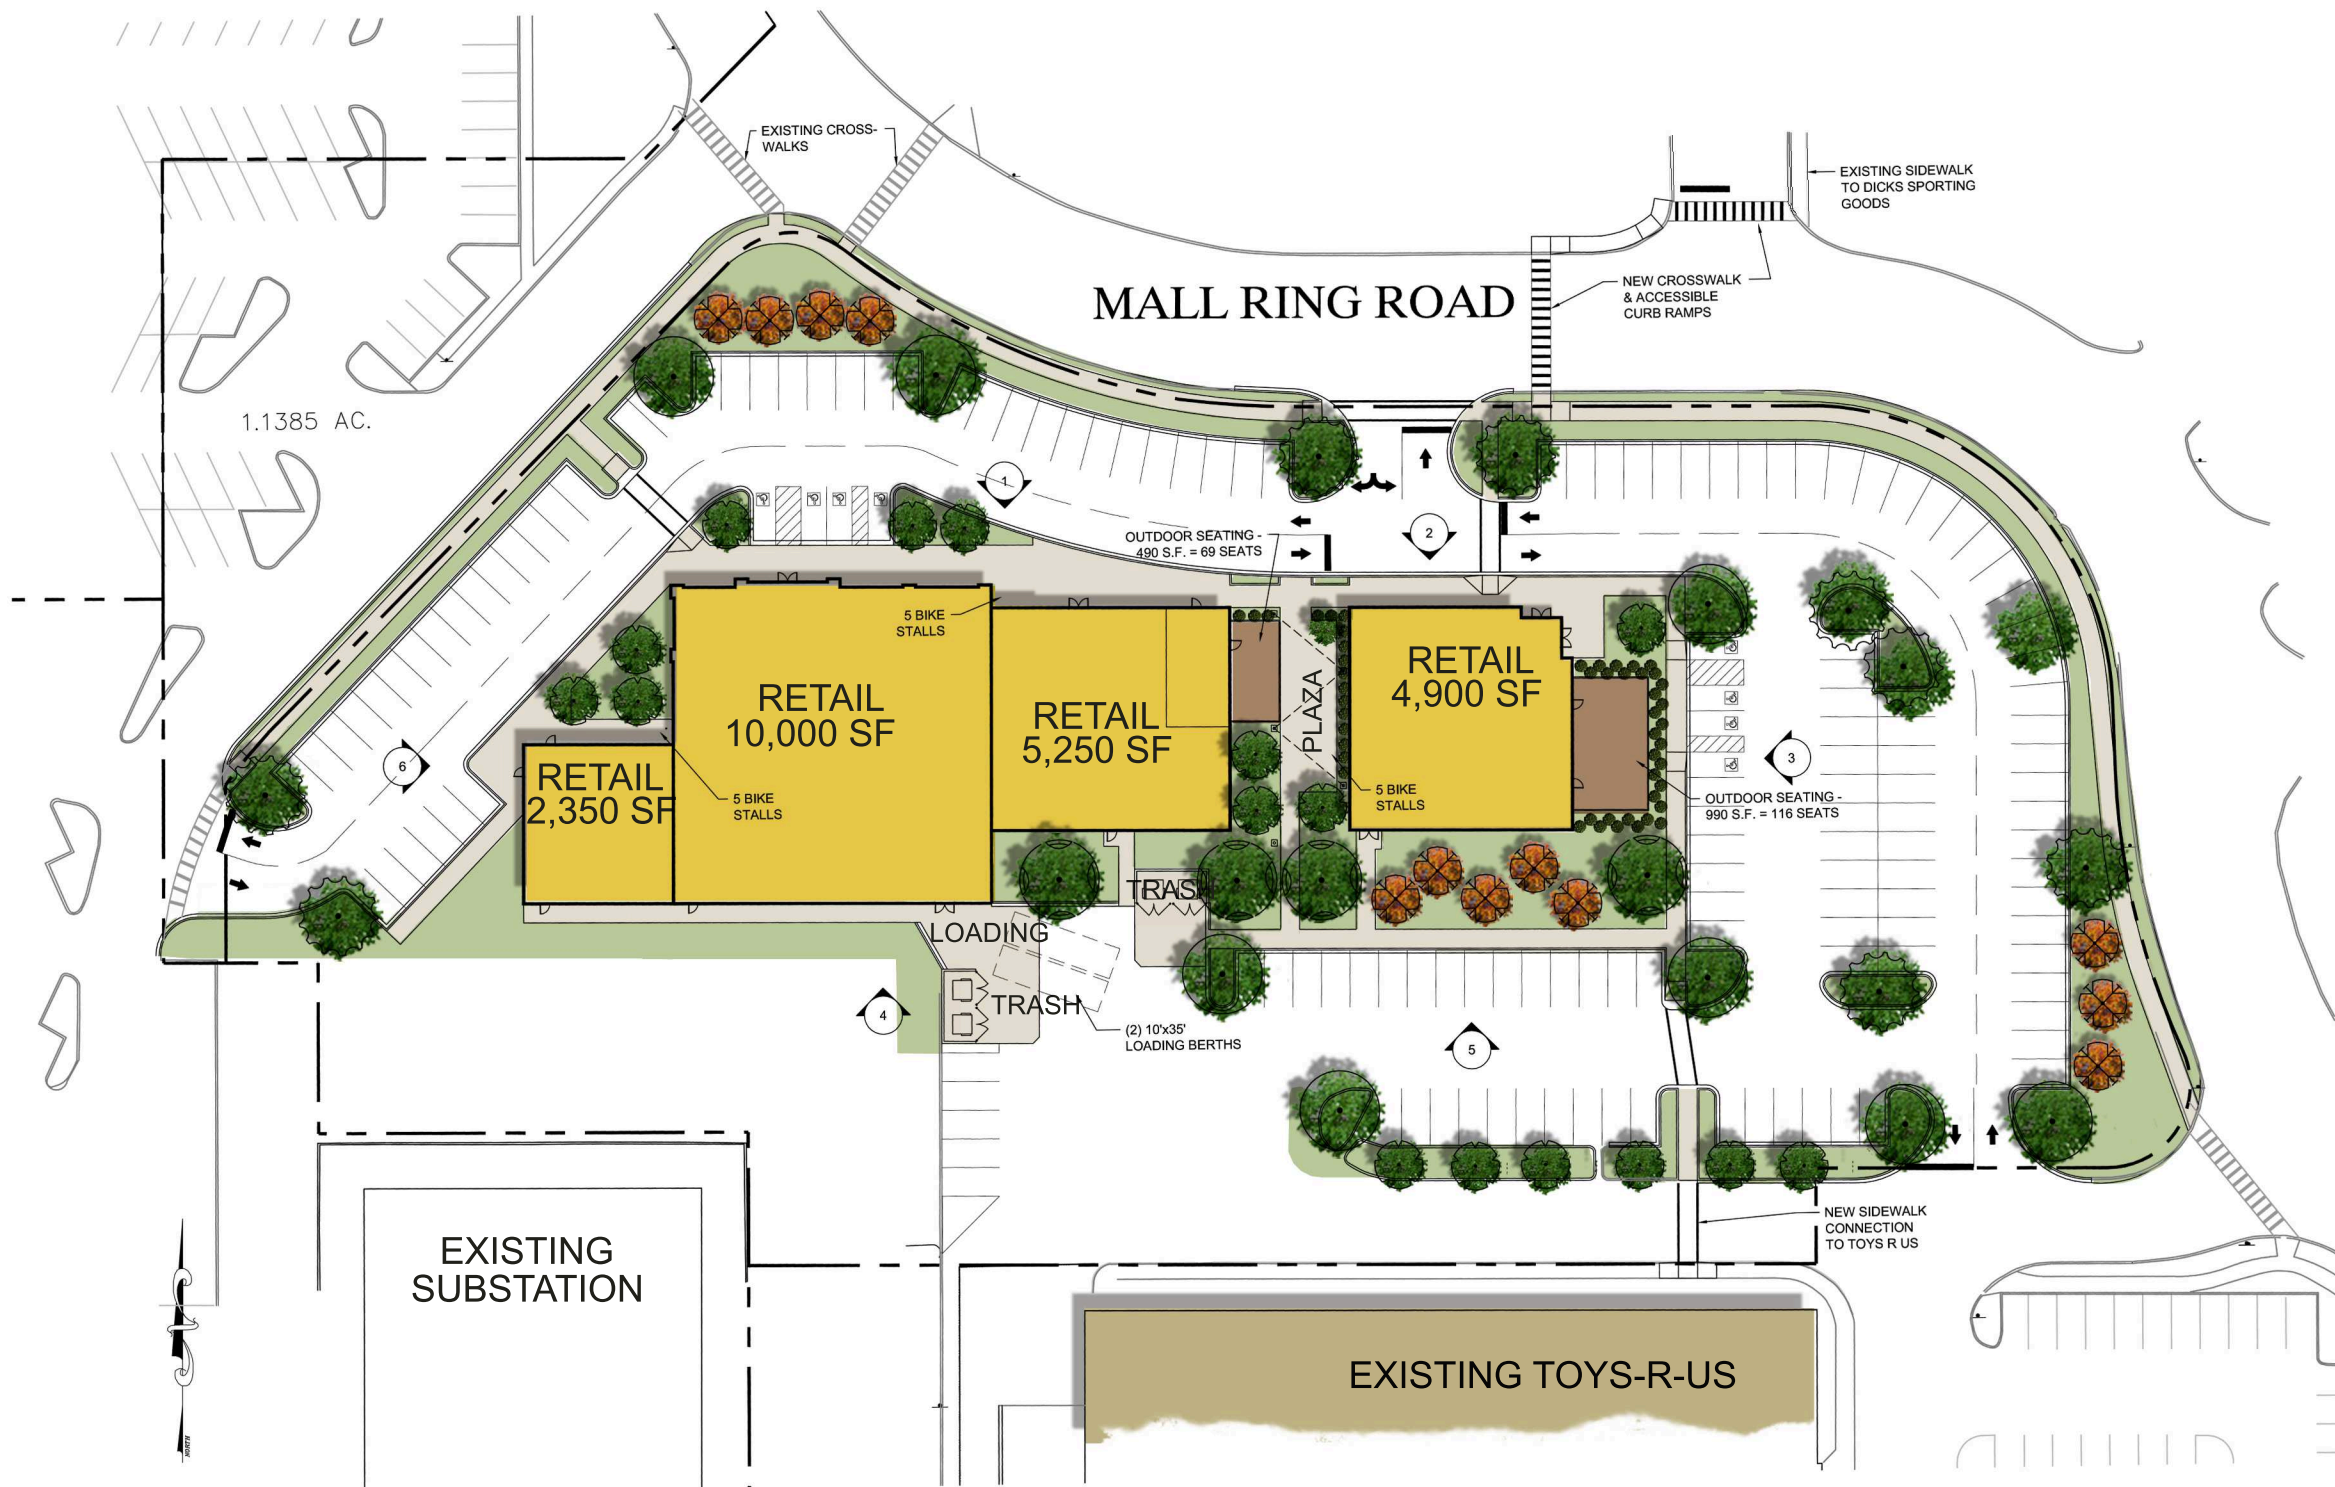 EXISTING CROSS-
WALKS
EXISTING SIDEWALK
TO DICKS SPORTING
GOODS
MALL RING ROAD
NEW CROSSWALK
& ACCESSIBLE
CURB RAMPS
1.1385 AC.
1
2
OUTDOOR SEATING -
490 S.F. = 69 SEATS
5 BIKE
STALLS
RETAIL
10,000 SF
RETAIL
5,250 SF
PLAZA
RETAIL
4,900 SF
6
3
RETAIL
2,350 SF
5 BIKE
STALLS
5 BIKE
STALLS
OUTDOOR SEATING -
990 S.F. = 116 SEATS
TRASH
LOADING
TRASH
4
(2) 10'x35'
LOADING BERTHS
5
NEW SIDEWALK
CONNECTION
TO TOYS R US
EXISTING
SUBSTATION
EXISTING TOYS-R-US
NORTH